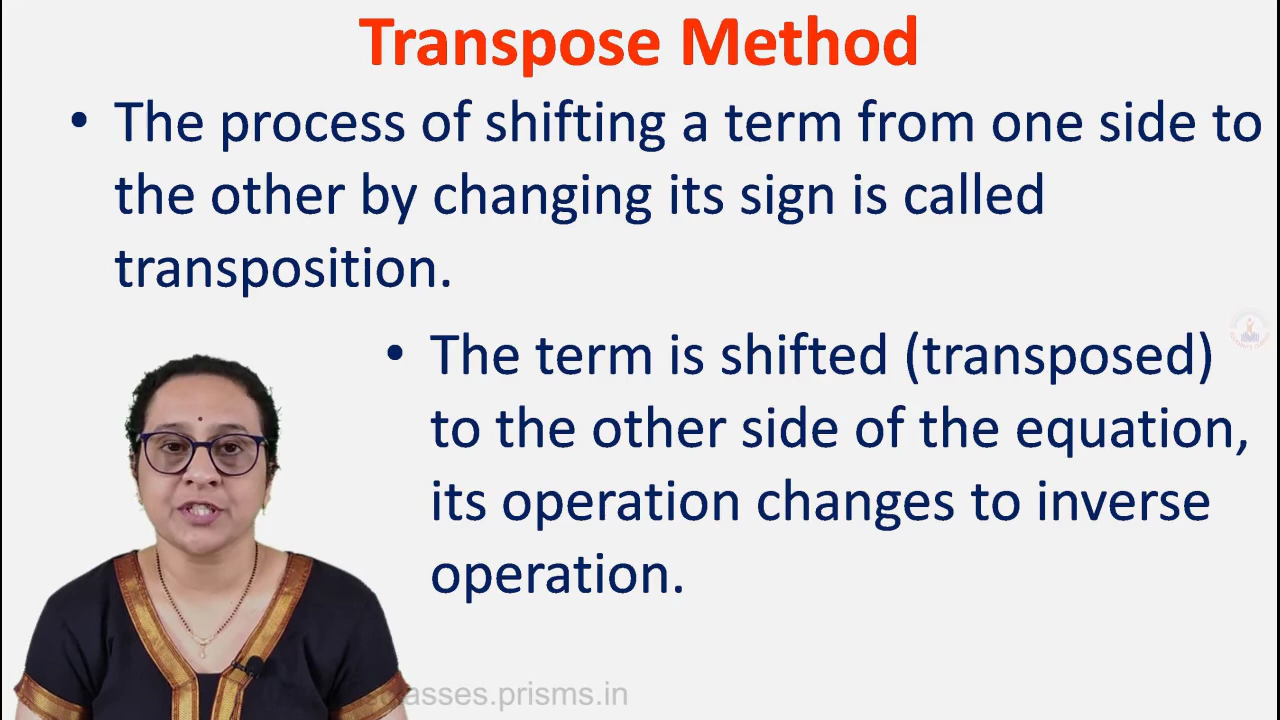 Transpose Method
• The process of shifting a term from one side to
the other by changing its sign is called
transposition.
• The term is shifted (transposed)
to the other side of the equation,
its operation changes to inverse
operation.
classes.prisms.in